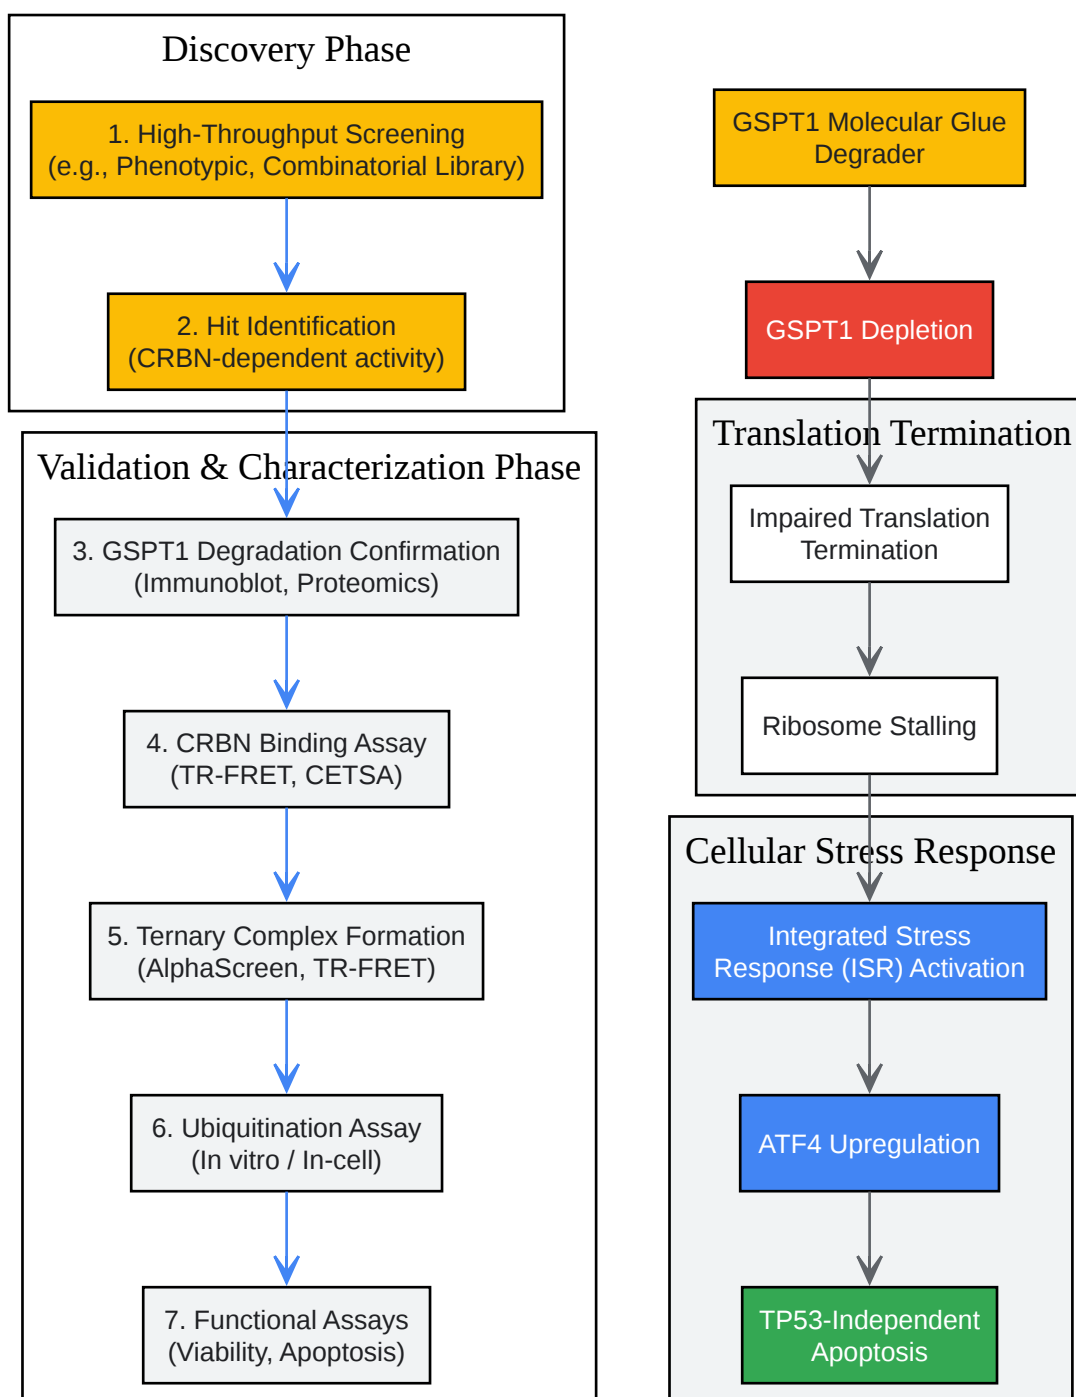 Discovery Phase
1. High-Throughput Screening
(e.g., Phenotypic, Combinatorial Library)
2. Hit Identification
(CRBN-dependent activity)
Validation & Characterization Phase
3. GSPT1 Degradation Confirmation
(Immunoblot, Proteomics)
4. CRBN Binding Assay
(TR-FRET, CETSA)
5. Ternary Complex Formation
(AlphaScreen, TR-FRET)
6. Ubiquitination Assay
(In vitro / In-cell)
7. Functional Assays
(Viability, Apoptosis)
GSPT1 Molecular Glue
Degrader
GSPT1 Depletion
Translation Termination
Impaired Translation
Termination
Ribosome Stalling
Cellular Stress Response
Integrated Stress
Response (ISR) Activation
ATF4 Upregulation
TP53-Independent
Apoptosis